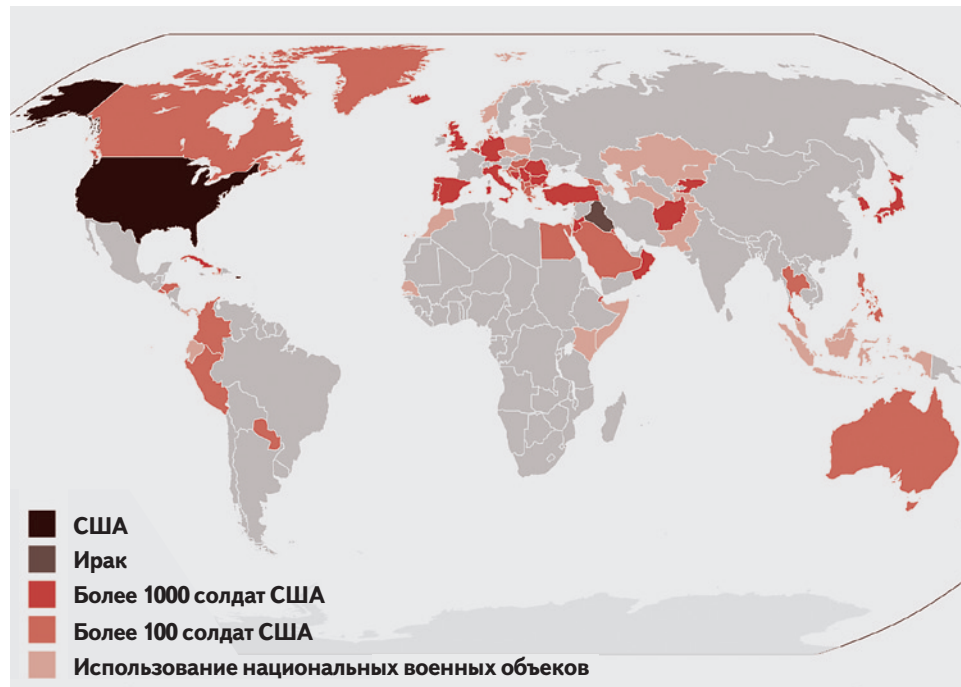 США
Ирак
Более 1000 солдат США
Более 100 солдат США
Использование национальных военных объеков